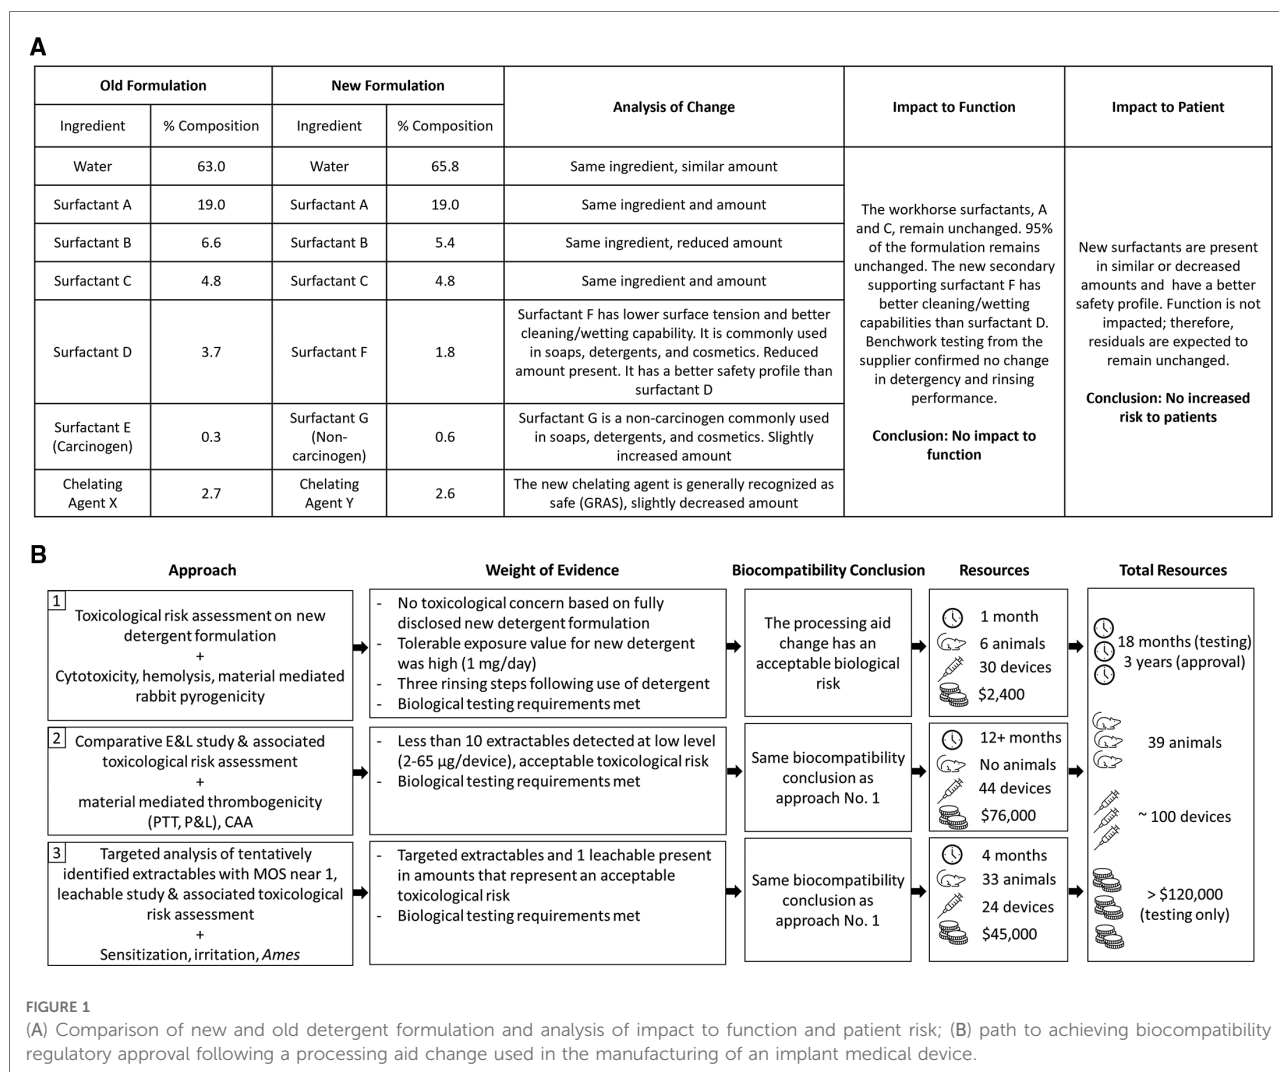 A
Old Formulation
New Formulation
Analysis of Change
Impact to Function
Impact to Patient
Ingredient
% Composition
Ingredient
% Composition
Water
63.0
Water
65.8
Same ingredient, similar amount
Surfactant A
19.0
Surfactant A
19.0
Same ingredient and amount
Surfactant B
6.6
Surfactant B
5.4
Same ingredient, reduced amount
Surfactant C
4.8
Surfactant C
4.8
Same ingredient and amount
Surfactant D
3.7
Surfactant F
1.8
Surfactant F has lower surface tension and better
cleaning/wetting capability. It is commonly used
in soaps, detergents, and cosmetics. Reduced
amount present. It has a better safety profile than
surfactant D
Surfactant E
(Carcinogen)
0.3
Surfactant G
(Non-
carcinogen)
0.6
Surfactant G is a non-carcinogen commonly used
in soaps, detergents, and cosmetics. Slightly
increased amount
Chelating
Agent X
2.7
Chelating
Agent Y
2.6
The new chelating agent is generally recognized as
safe (GRAS), slightly decreased amount
The workhorse surfactants, A
and C, remain unchanged. 95%
of the formulation remains
unchanged. The new secondary
supporting surfactant F has
better cleaning/wetting
capabilities than surfactant D.
Benchwork testing from the
supplier confirmed no change
in detergency and rinsing
performance.
Conclusion: No impact to
function
New surfactants are present
in similar or decreased
amounts and have a better
safety profile. Function is not
impacted; therefore,
residuals are expected to
remain unchanged.
Conclusion: No increased
risk to patients
B
Approach
Weight of Evidence
Biocompatibility Conclusion
Resources
Total Resources
1
Toxicological risk assessment on new
detergent formulation
+
Cytotoxicity, hemolysis, material mediated
rabbit pyrogenicity
- No toxicological concern based on fully
disclosed new detergent formulation
- Tolerable exposure value for new detergent
was high (1 mg/day)
- Three rinsing steps following use of detergent
- Biological testing requirements met
The processing aid
change has an
acceptable biological
risk
1 month
6 animals
30 devices
$2,400
2
Comparative E&L study & associated
toxicological risk assessment
+
material mediated thrombogenicity
(PTT, P&L), CAA
- Less than 10 extractables detected at low level
(2-65 µg/device), acceptable toxicological risk
- Biological testing requirements met
Same biocompatibility
conclusion as
approach No. 1
12+ months
No animals
44 devices
$76,000
3
Targeted analysis of tentatively
identified extractables with MOS near 1,
leachable study & associated toxicological
risk assessment
+
Sensitization, irritation, Ames
- Targeted extractables and 1 leachable present
in amounts that represent an acceptable
toxicological risk
- Biological testing requirements met
Same biocompatibility
conclusion as
approach No. 1
4 months
33 animals
24 devices
$45,000
18 months (testing)
3 years (approval)
39 animals
~ 100 devices
> $120,000
(testing only)
FIGURE 1
(A) Comparison of new and old detergent formulation and analysis of impact to function and patient risk; (B) path to achieving biocompatibility
regulatory approval following a processing aid change used in the manufacturing of an implant medical device.